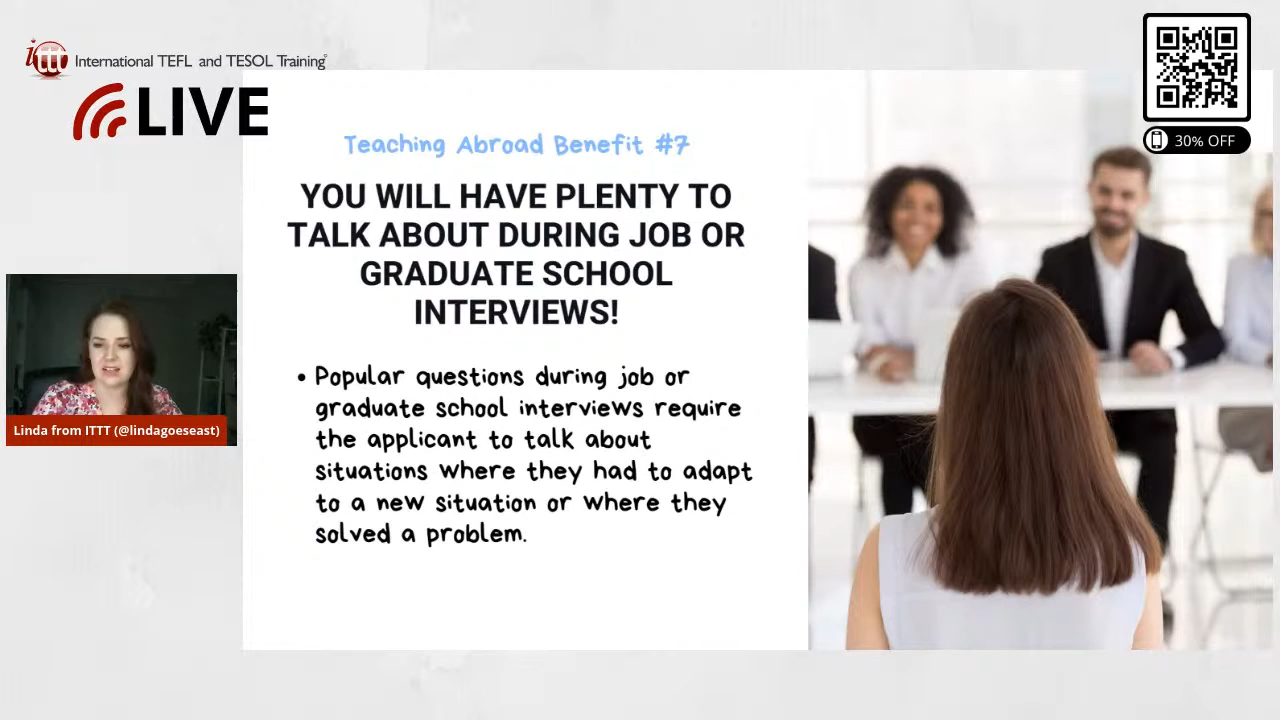 ittt International TEFL and TESOL Training®
LIVE
30% OFF
Teaching Abroad Benefit #7
YOU WILL HAVE PLENTY TO
TALK ABOUT DURING JOB OR
GRADUATE SCHOOL
INTERVIEWS!
• Popular questions during job or
graduate school interviews require
the applicant to talk about
situations where they had to adapt
to a new situation or where they
solved a problem.
Linda from ITTT (@lindagoeseast)